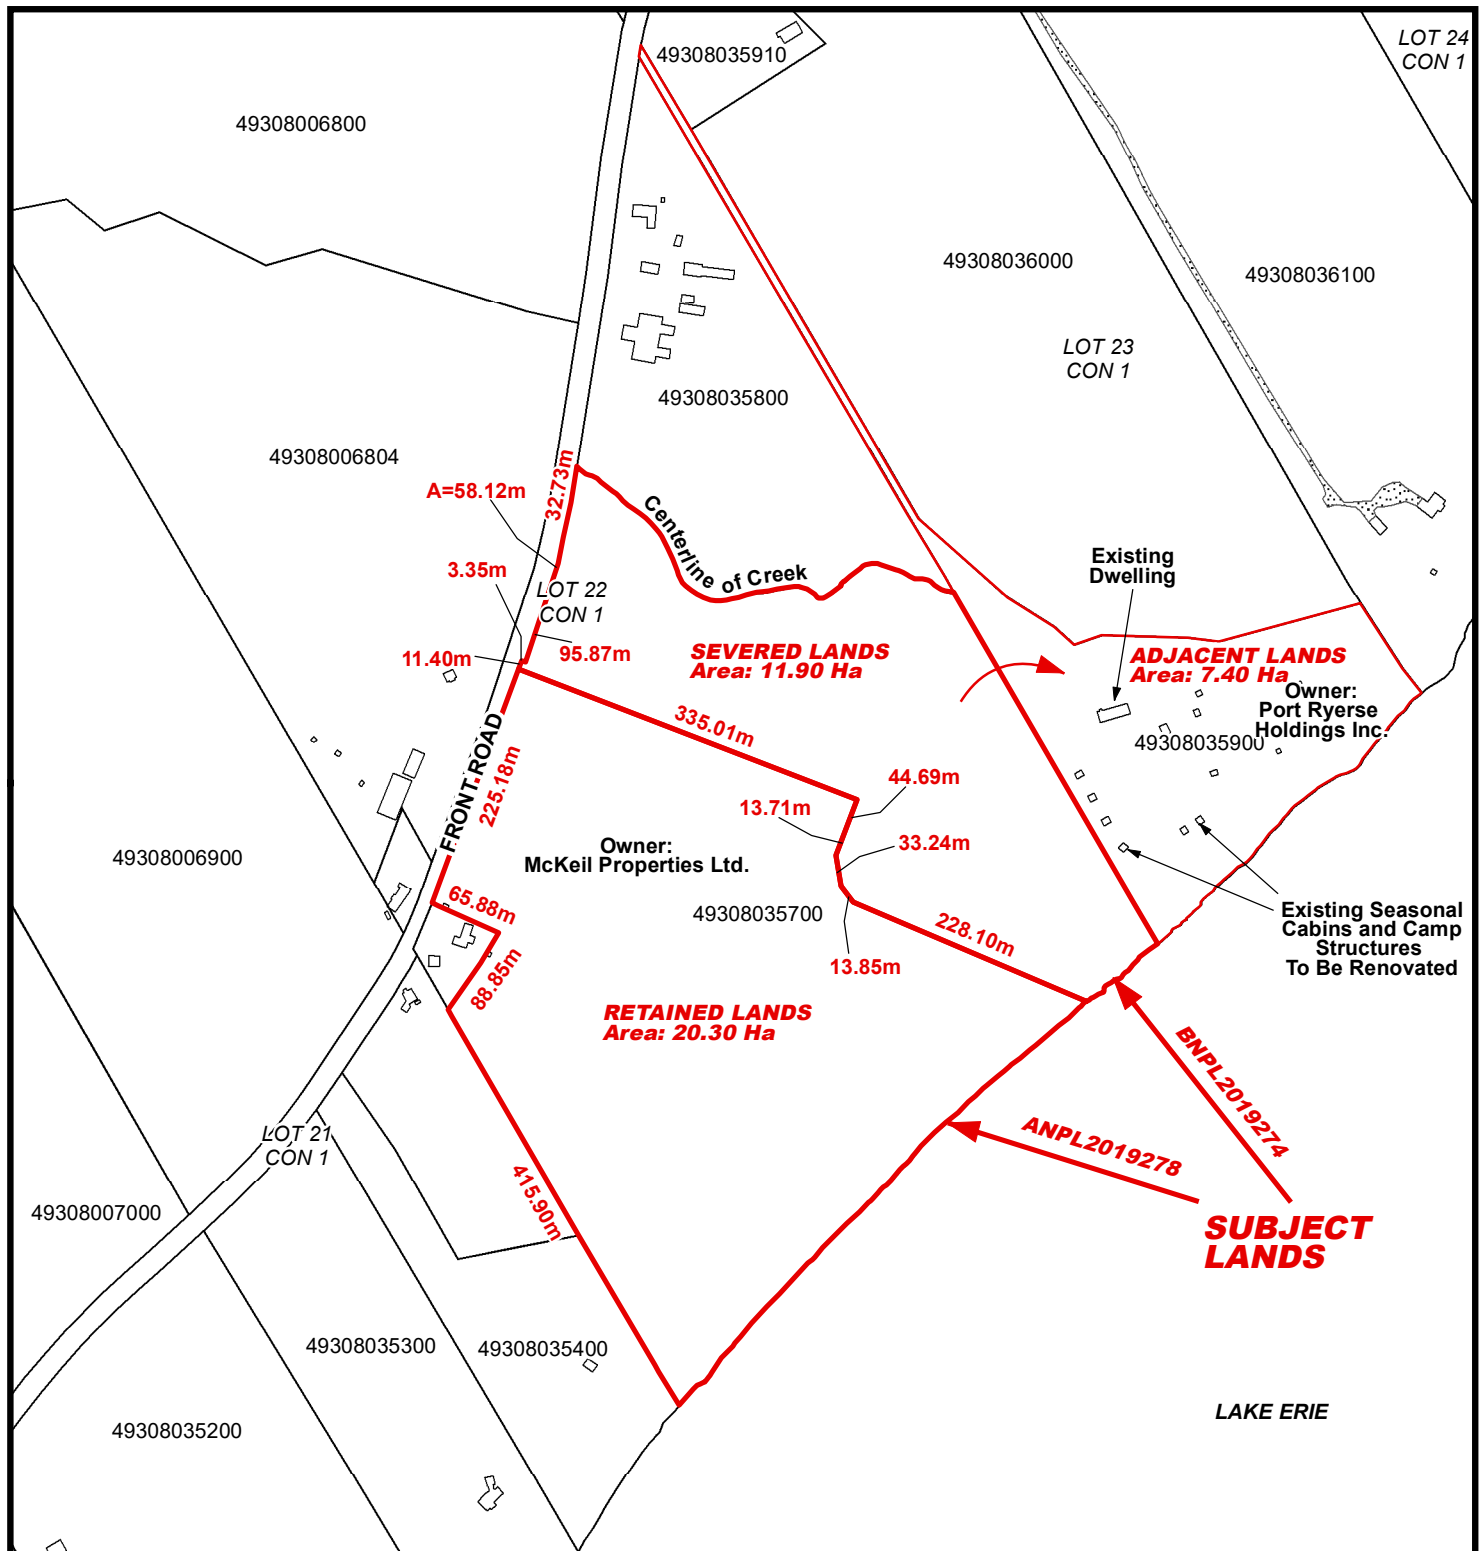 LOT 24
CON 1
49308035910
49308006800
49308036000
49308036100
LOT 23
CON 1
49308035800
49308006804
32.73m
A=58.12m
Centerline of Creek
Existing
Dwelling
3.35m
LOT 22
CON 1
11.40m
95.87m
SEVERED LANDS
Area: 11.90 Ha
ADJACENT LANDS
Area: 7.40 Ha
Owner:
Port Ryerse
Holdings Inc.
49308035900
335.01m
FRONT ROAD
225.18m
44.69m
13.71m
33.24m
Owner:
McKeil Properties Ltd.
49308006900
65.88m
49308035700
228.10m
Existing Seasonal
Cabins and Camp
Structures
To Be Renovated
88.85m
13.85m
RETAINED LANDS
Area: 20.30 Ha
BNPL2019274
ANPL2019278
LOT 21
CON 1
415.90m
49308007000
SUBJECT
LANDS
49308035300
49308035400
LAKE ERIE
49308035200